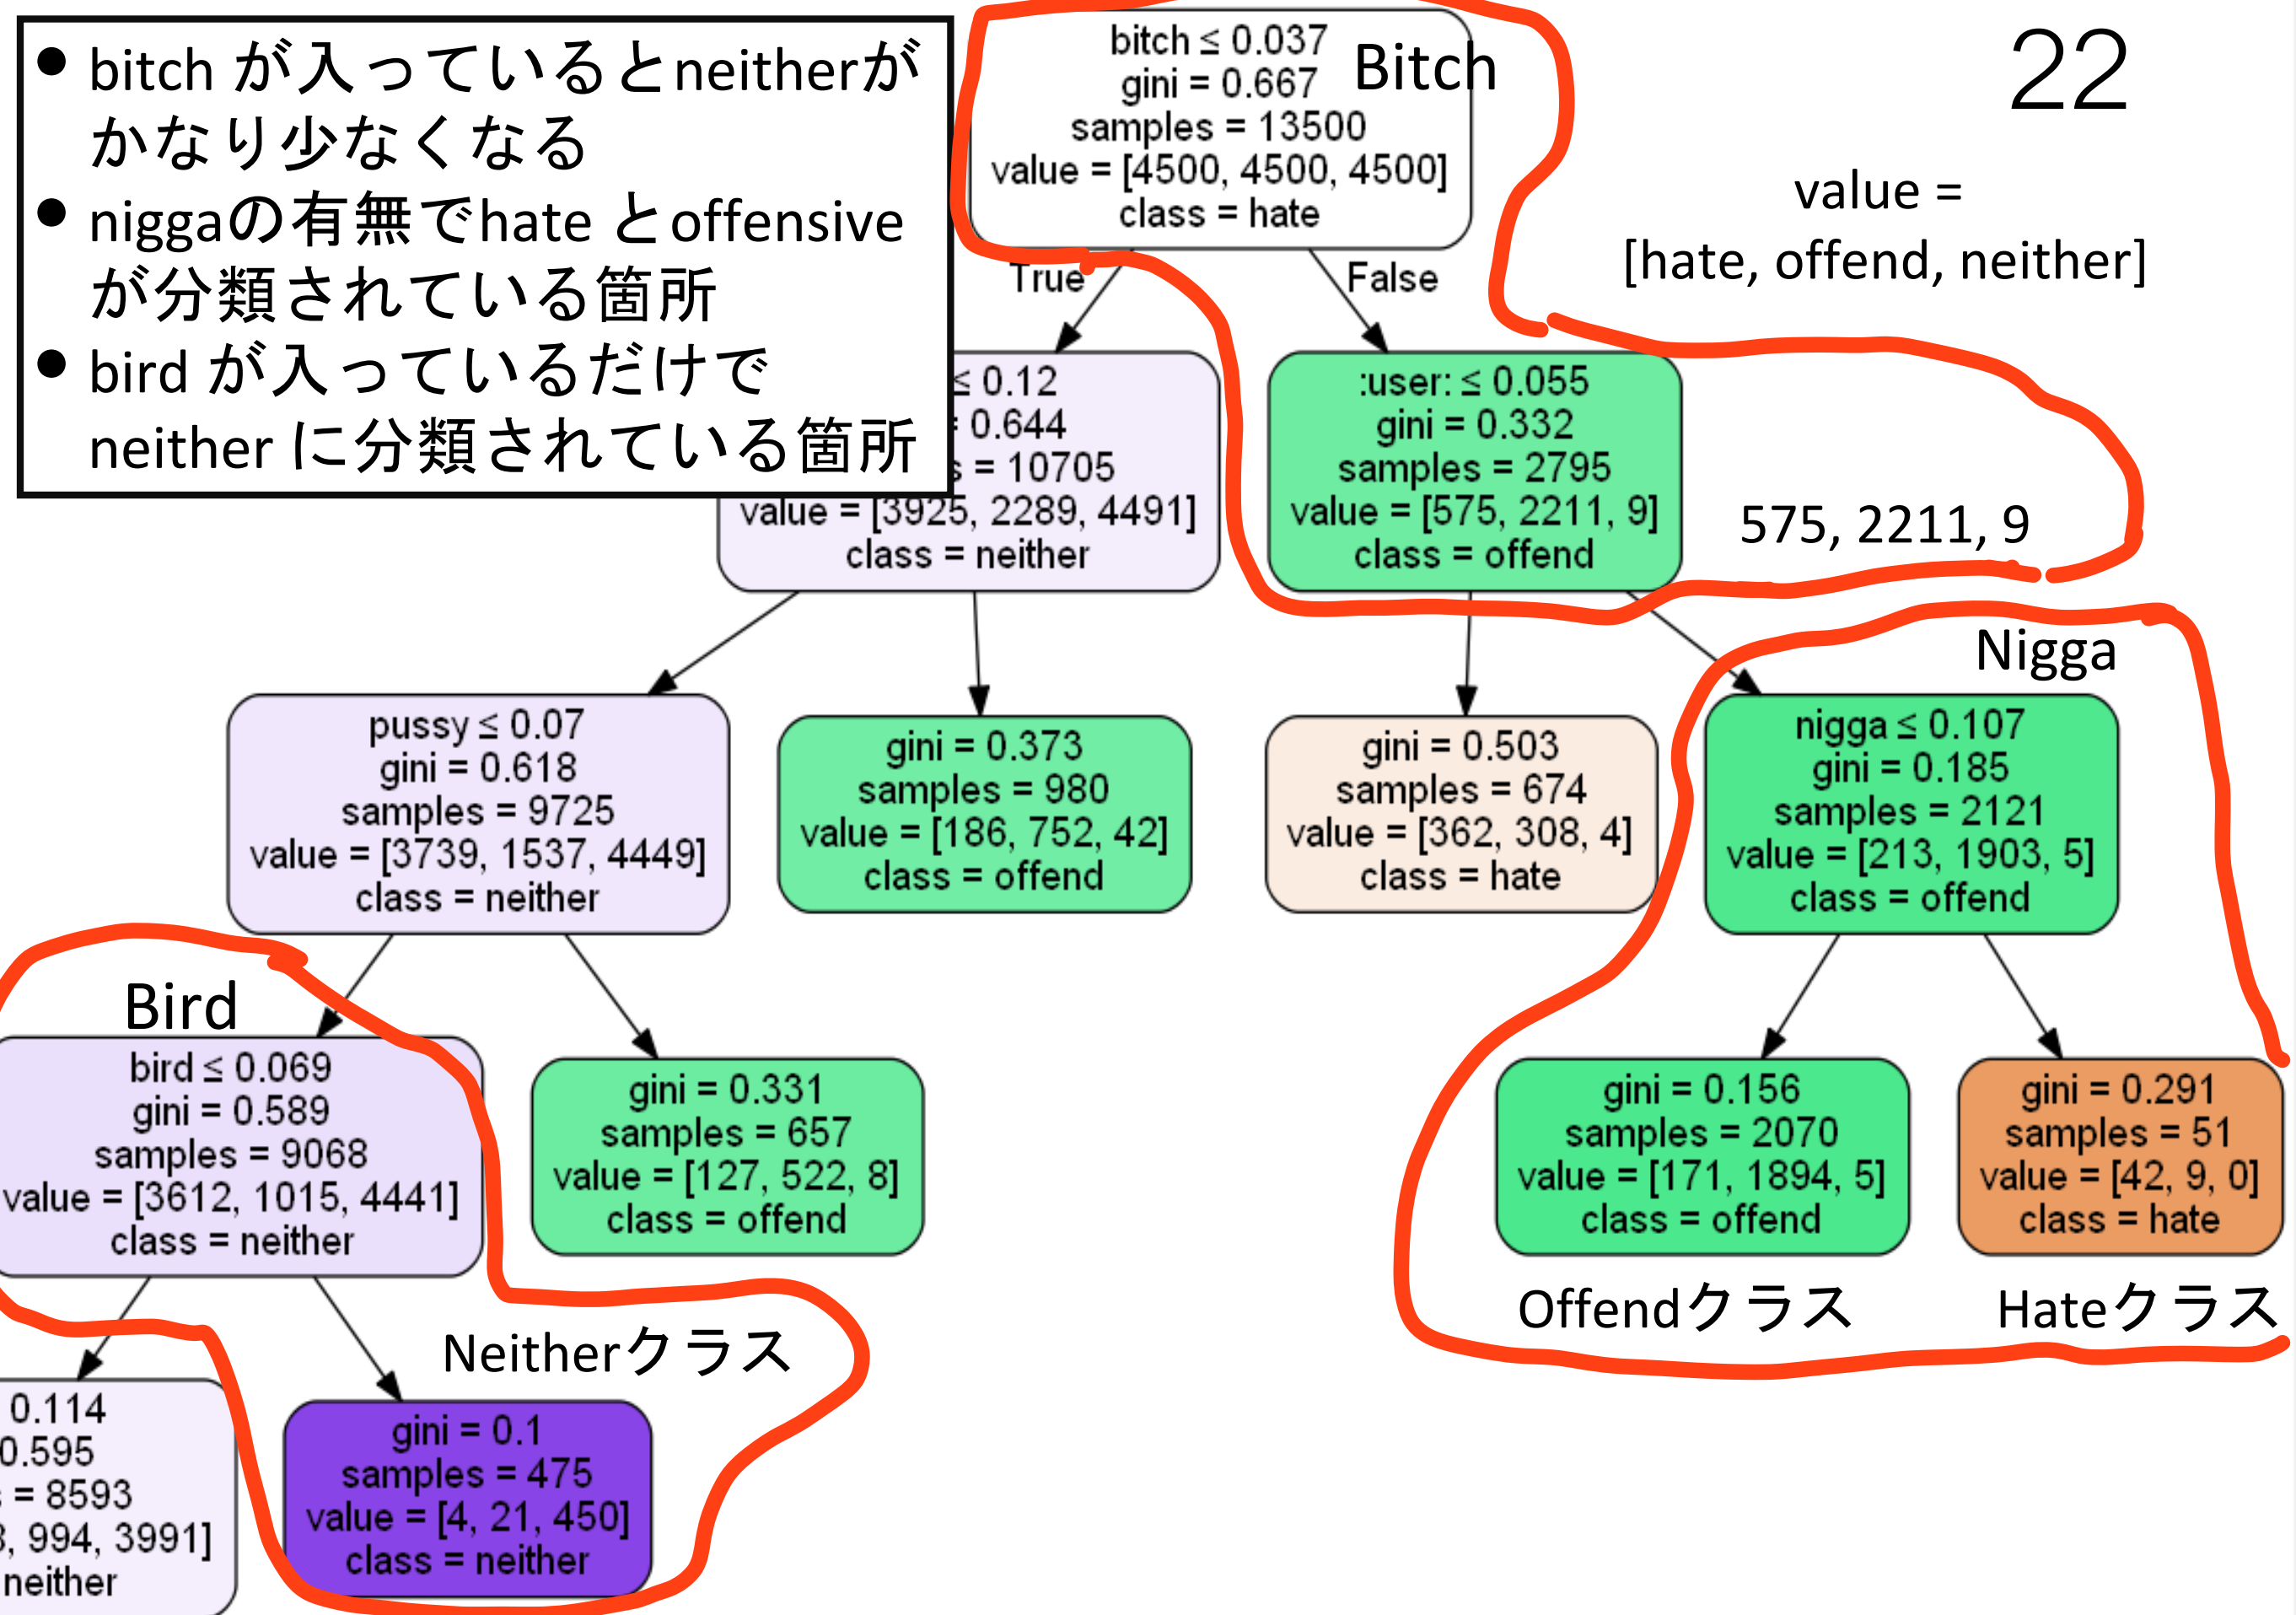 ● bitch が入っているとneitherが
かなり少なくなる
● niggaの有無でhate とoffensive
が分類されている箇所
● bird が入っているだけで
neither に分類されている箇所
bitch ≤ 0.037
gini = 0.667
samples = 13500
value = [4500, 4500, 4500]
class = hate
Bitch
22
value =
[hate, offend, neither]
True
False
≤ 0.12
= 0.644
= 10705
value = [3925, 2289, 4491]
class = neither
:user: ≤ 0.055
gini = 0.332
samples = 2795
value = [575, 2211, 9]
class = offend
575, 2211, 9
pussy ≤ 0.07
gini = 0.618
samples = 9725
value = [3739, 1537, 4449]
class = neither
gini = 0.373
samples = 980
value = [186, 752, 42]
class = offend
gini = 0.503
samples = 674
value = [362, 308, 4]
class = hate
Nigga
nigga ≤ 0.107
gini = 0.185
samples = 2121
value = [213, 1903, 5]
class = offend
Bird
bird ≤ 0.069
gini = 0.589
samples = 9068
value = [3612, 1015, 4441]
class = neither
gini = 0.331
samples = 657
value = [127, 522, 8]
class = offend
gini = 0.156
samples = 2070
value = [171, 1894, 5]
class = offend
gini = 0.291
samples = 51
value = [42, 9, 0]
class = hate
Offendクラス
Hateクラス
Neitherクラス
0.114
0.595
= 8593
, 994, 3991]
neither
gini = 0.1
samples = 475
value = [4, 21, 450]
class = neither